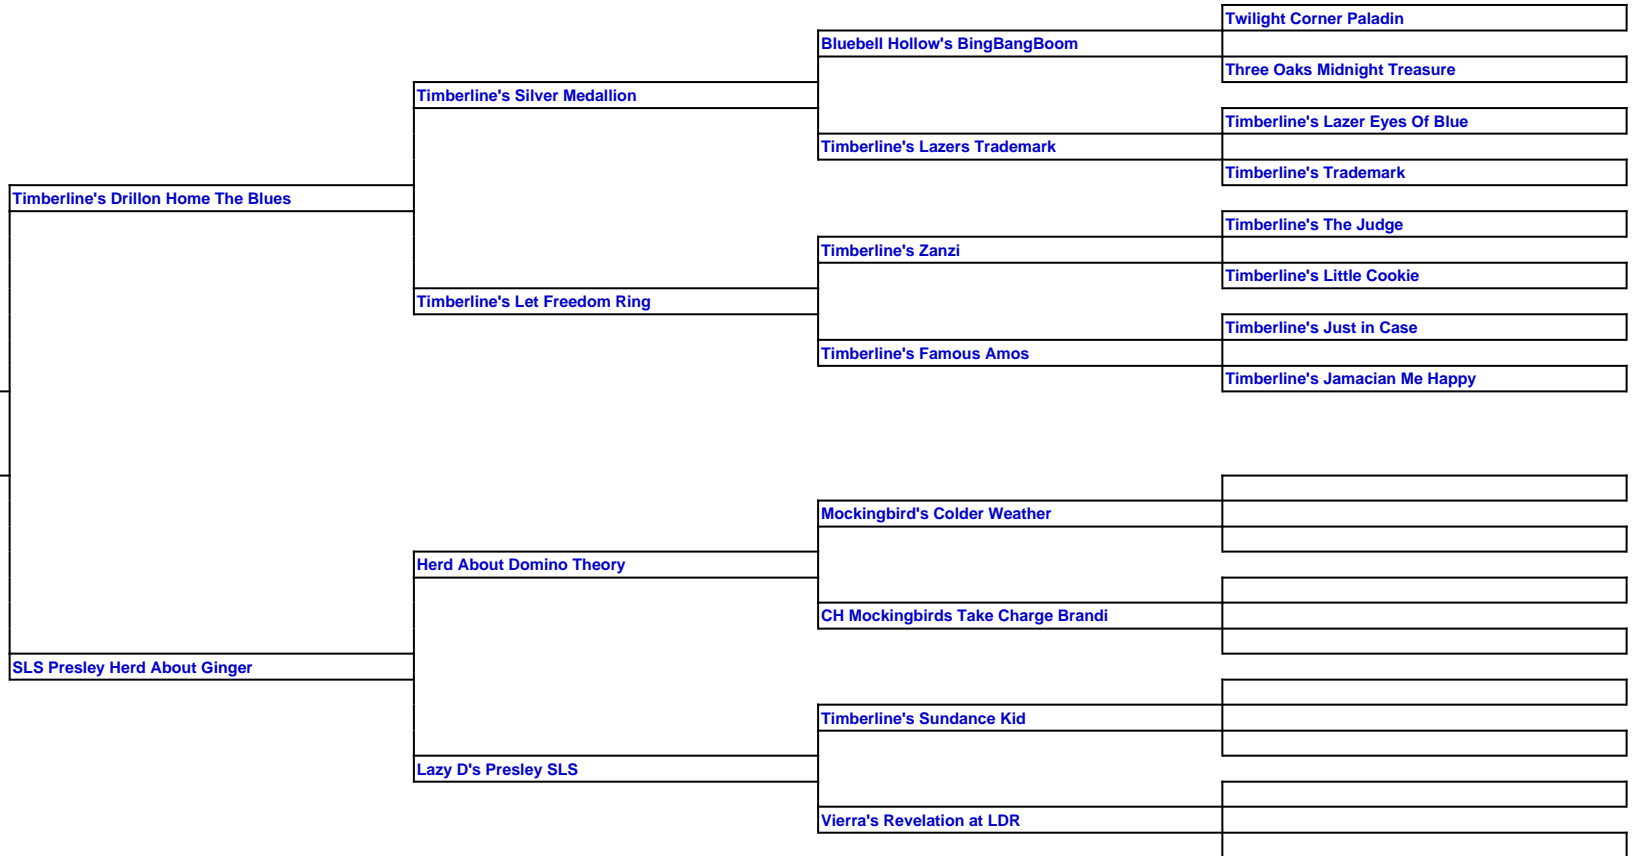 Twilight Corner Paladin
Bluebell Hollow's BingBangBoom
Three Oaks Midnight Treasure
Timberline's Silver Medallion
Timberline's Lazer Eyes Of Blue
Timberline's Lazers Trademark
Timberline's Trademark
Timberline's Drillon Home The Blues
Timberline's The Judge
Timberline's Zanzi
Timberline's Little Cookie
Timberline's Let Freedom Ring
Timberline's Just in Case
Timberline's Famous Amos
Timberline's Jamacian Me Happy
Mockingbird's Colder Weather
Herd About Domino Theory
CH Mockingbirds Take Charge Brandi
SLS Presley Herd About Ginger
Timberline's Sundance Kid
Lazy D's Presley SLS
Vierra's Revelation at LDR